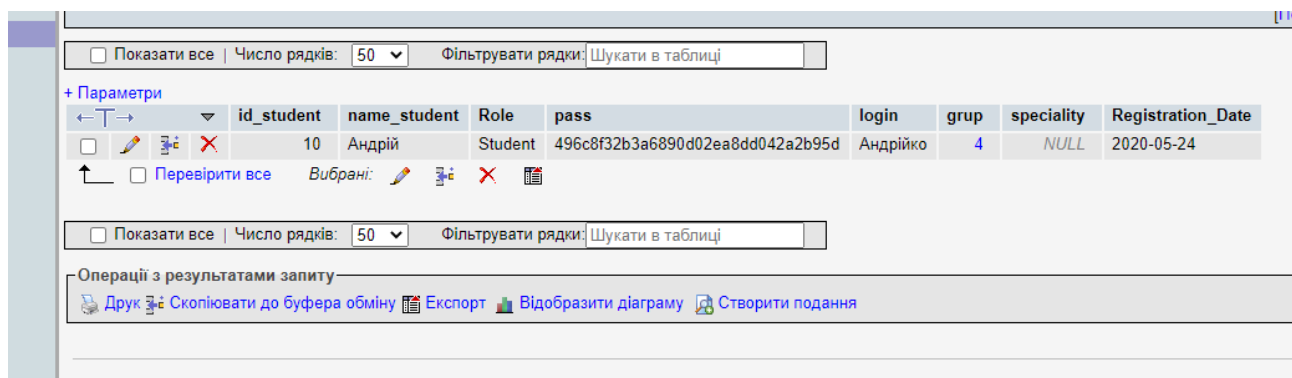 [По
Показати все | Число рядків: 50 Фільтрувати рядки: Шукати в таблиці
+ Параметри
←T→ id_student name_student Role pass login grup speciality Registration_Date
10 Андрій Student 496c8f32b3a6890d02ea8dd042a2b95d Андрійко 4 NULL 2020-05-24
Перевірити все Вибрані:
Показати все | Число рядків: 50 Фільтрувати рядки: Шукати в таблиці
Операції з результатами запиту
Друк Скопіювати до буфера обміну Експорт Відобразити діаграму Створити подання